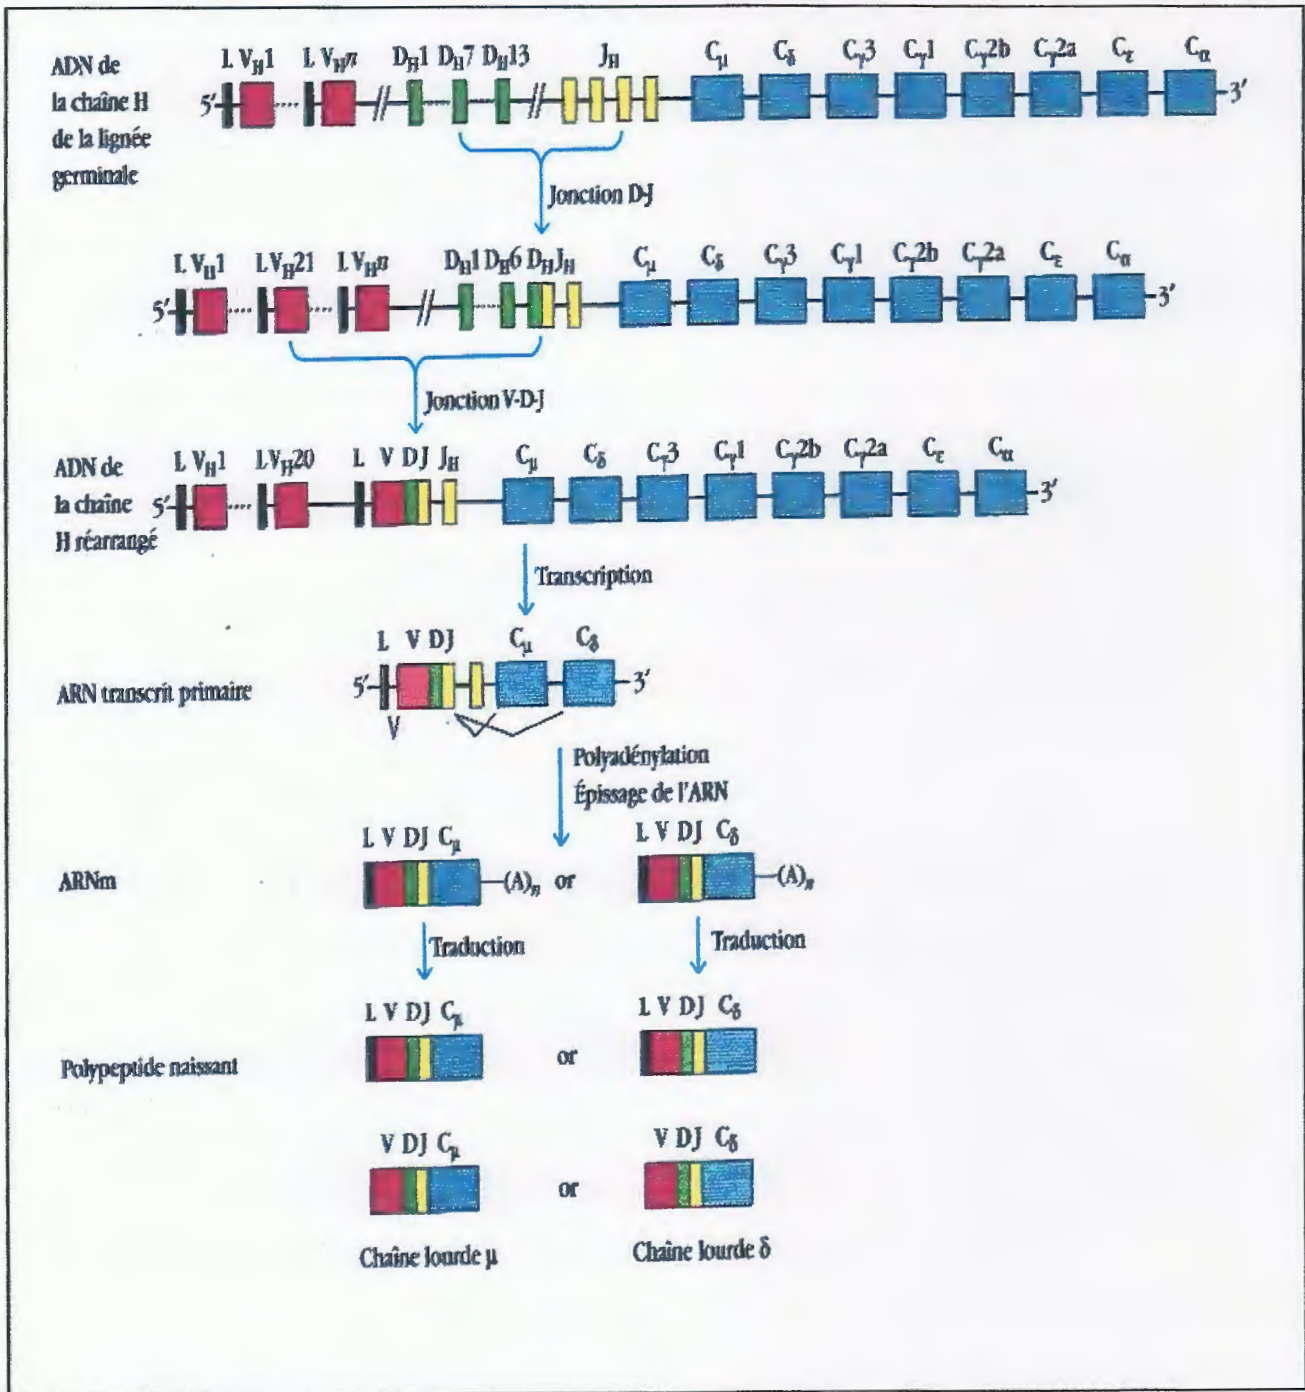 ADN de
la chaîne H
de la lignée
germinale
L V_H1 L V_Hn D_H1 D_H7 D_H13 J_H C_μ C_δ C_γ3 C_γ1 C_γ2b C_γ2a C_ε C_α
5′ 3′
Jonction D-J
L V_H1 L V_H21 L V_Hn D_H1 D_H6 D_H J_H C_μ C_δ C_γ3 C_γ1 C_γ2b C_γ2a C_ε C_α
5′ 3′
Jonction V-D-J
ADN de
la chaîne
H réarrangé
L V_H1 L V_H20 L V DJ J_H C_μ C_δ C_γ3 C_γ1 C_γ2b C_γ2a C_ε C_α
5′ 3′
Transcription
L V DJ C_μ C_δ
ARN transcrit primaire
5′ 3′
V
Polyadénylation
Épissage de l'ARN
L V DJ C_μ L V DJ C_δ
ARNm
(A)_n or (A)_n
Traduction Traduction
L V DJ C_μ L V DJ C_δ
Polypeptide naissant
or
V DJ C_μ V DJ C_δ
or
Chaîne lourde μ Chaîne lourde δ